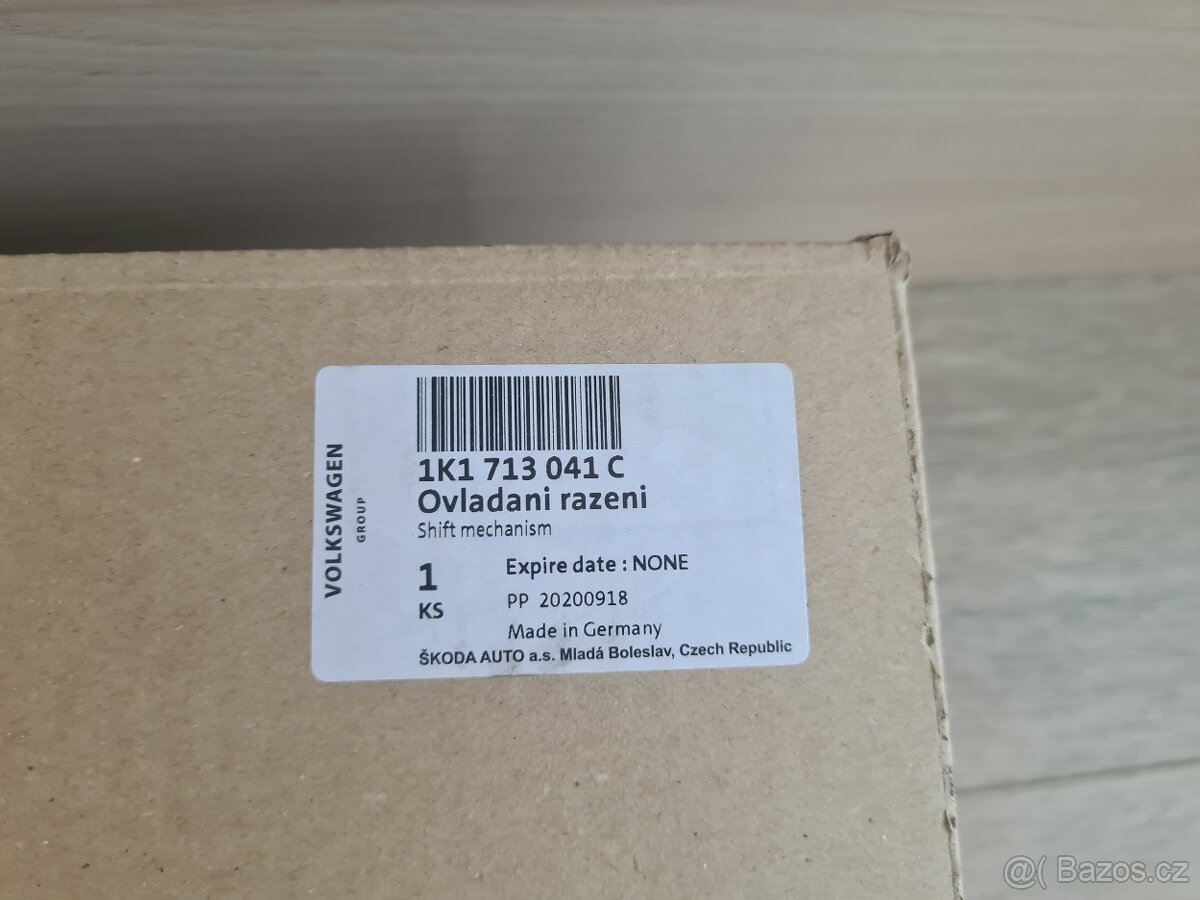 VOLKSWAGEN
GROUP
1K1 713 041 C
Ovladani razeni
Shift mechanism
1
KS
Expire date : NONE
PP 20200918
Made in Germany
ŠKODA AUTO a.s. Mladá Boleslav, Czech Republic
@( Bazos.cz